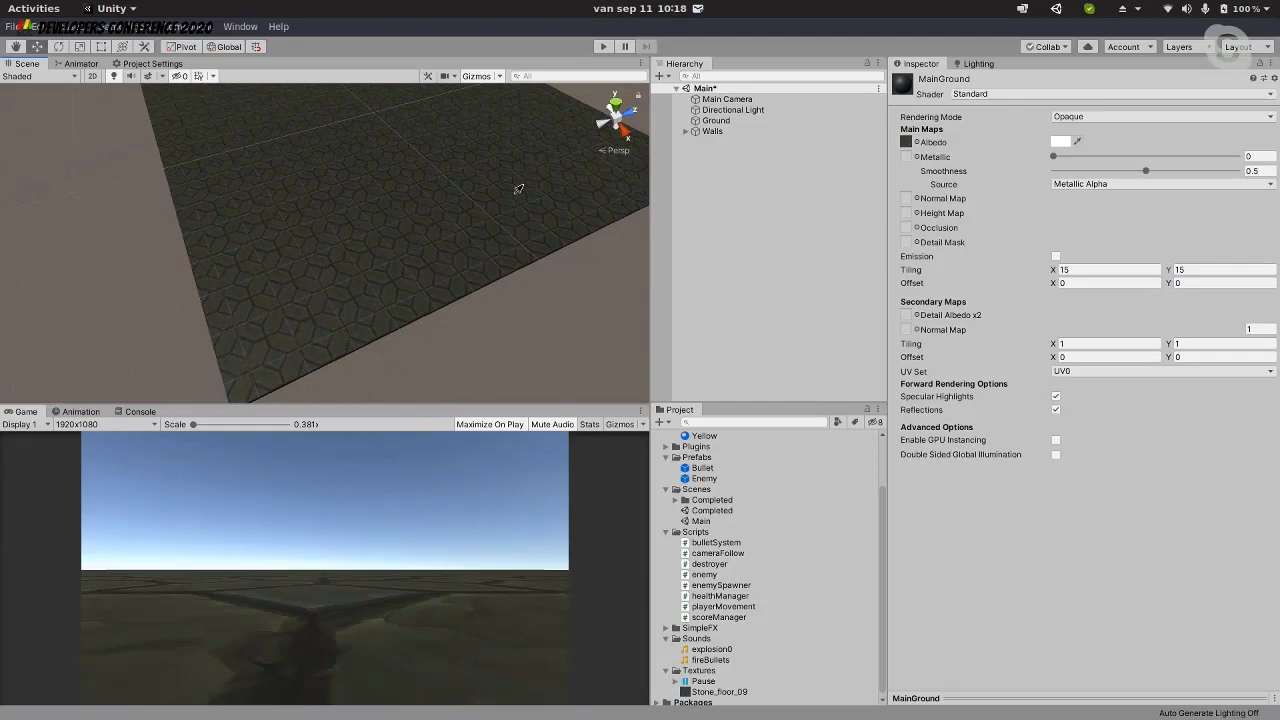 Activities
Unity
van sep 11 10:18
100%
DEVELOPERS CONFERENCE 2020
Window
Help
Pivot
Global
Collab
Account
Layers
Layout
Scene
Animator
Project Settings
Shaded
2D
0
Gizmos
All
y
z
x
Persp
Hierarchy
All
Main*
Main Camera
Directional Light
Ground
Walls
Inspector
Lighting
MainGround
Shader
Standard
Rendering Mode
Opaque
Main Maps
Albedo
Metallic
0
Smoothness
0.5
Source
Metallic Alpha
Normal Map
Height Map
Occlusion
Detail Mask
Emission
Tiling
X 15
Y 15
Offset
X 0
Y 0
Secondary Maps
Detail Albedo x2
Normal Map
1
Tiling
X 1
Y 1
Offset
X 0
Y 0
UV Set
UV0
Forward Rendering Options
Specular Highlights
Reflections
Advanced Options
Enable GPU Instancing
Double Sided Global Illumination
Game
Animation
Console
Display 1
1920x1080
Scale
0.381x
Maximize On Play
Mute Audio
Stats
Gizmos
Project
8
Yellow
Plugins
Prefabs
Bullet
Enemy
Scenes
Completed
Completed
Main
Scripts
bulletSystem
cameraFollow
destroyer
enemy
enemySpawner
healthManager
playerMovement
scoreManager
SimpleFX
Sounds
explosion0
fireBullets
Textures
Pause
Stone_floor_09
Packages
MainGround
Auto Generate Lighting Off